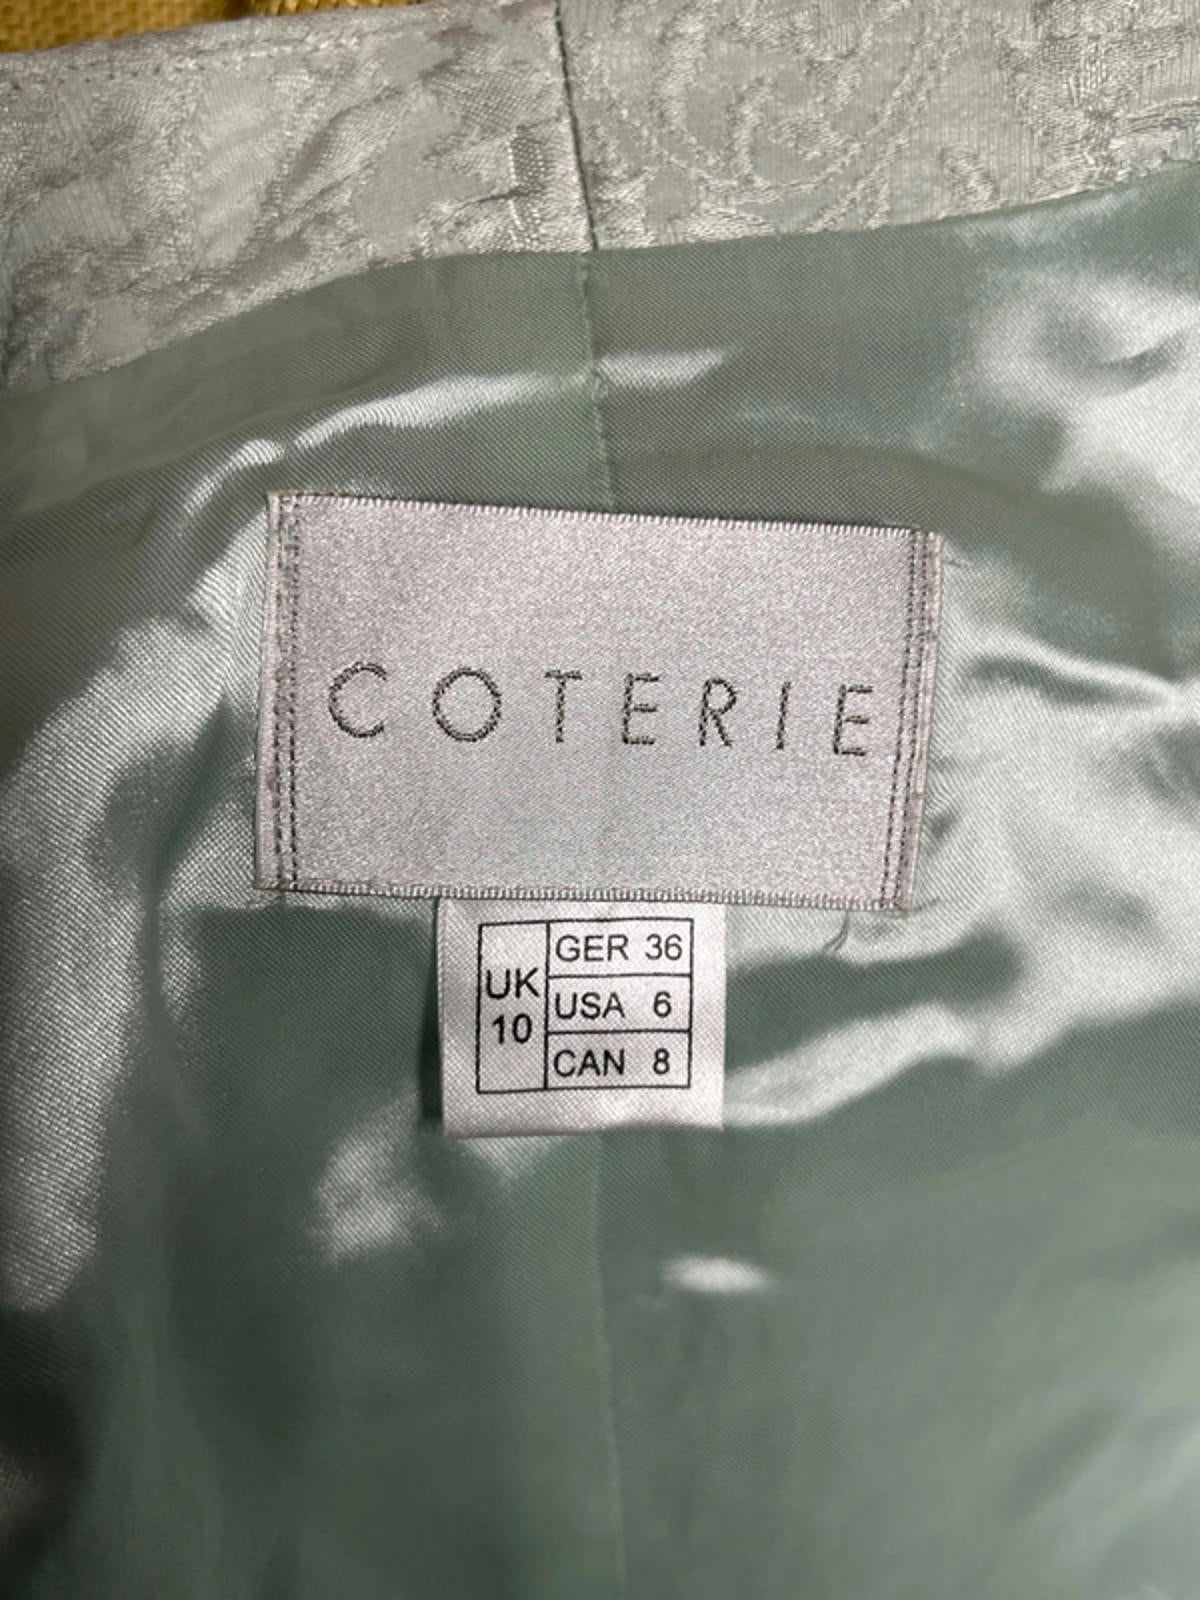 COTERIE
UK 10
GER 36
USA 6
CAN 8